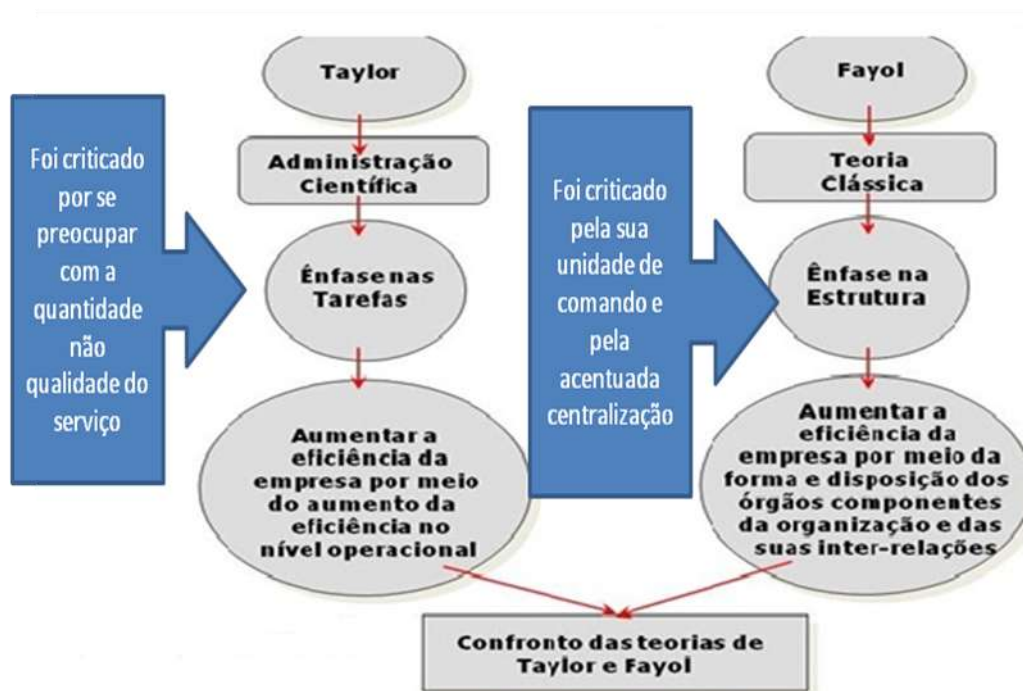 Taylor
Administração
Científica
Énfase nas
Tarefas
Aumentar a
eficiência da
empresa por meio
do aumento da
eficiência no
nível operacional
Foi criticado
por se
preocupar
com a
quantidade
não
qualidade do
serviço
Fayol
Teoria
Clássica
Ênfase na
Estrutura
Aumentar a
eficiência da
empresa por meio da
forma e disposição dos
órgãos componentes
da organização e das
suas inter-relações
Foi criticado
pela sua
unidade de
comando e
pela
acentuada
centralização
Confronto das teorias de
Taylor e Fayol